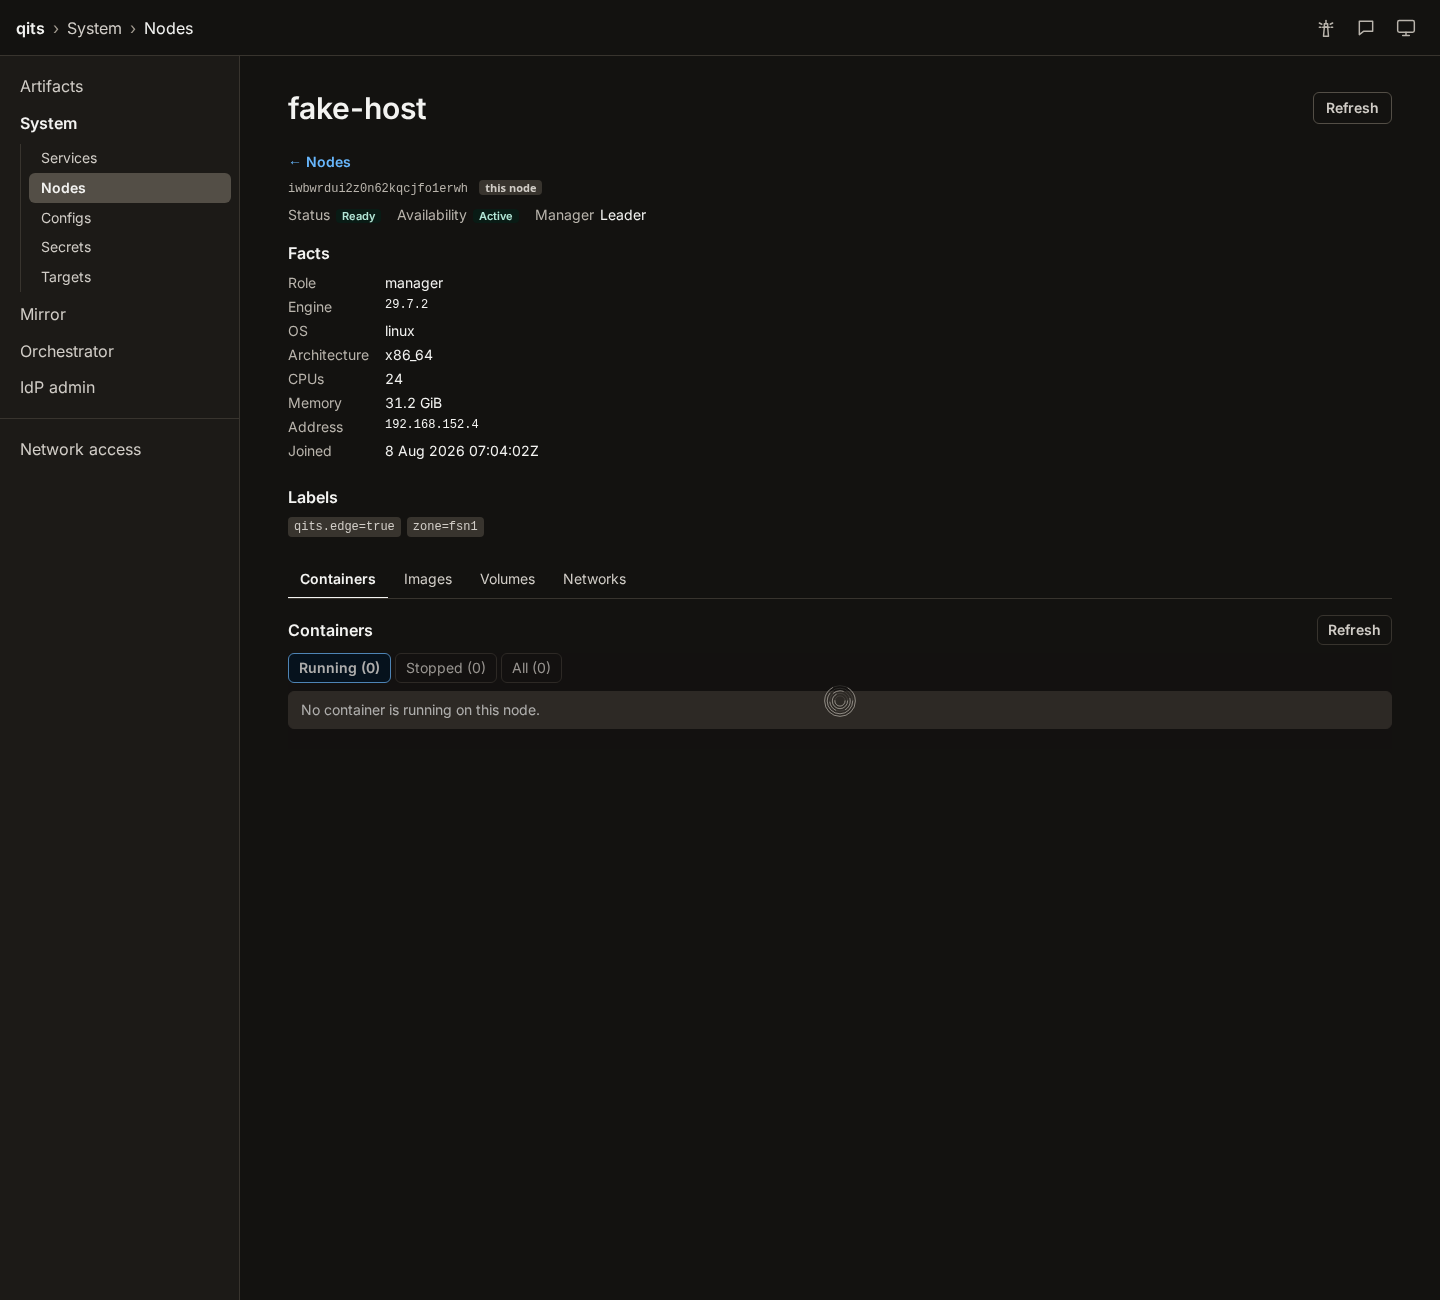 qits › System › Nodes
Artifacts
System
Services
Nodes
Configs
Secrets
Targets
Mirror
Orchestrator
IdP admin
Network access
fake-host
Refresh
← Nodes
iwbwrdui2z0n62kqcjfo1erwh this node
Status Ready Availability Active Manager Leader
Facts
Role manager
Engine 29.7.2
OS linux
Architecture x86_64
CPUs 24
Memory 31.2 GiB
Address 192.168.152.4
Joined 8 Aug 2026 07:04:02Z
Labels
qits.edge=true zone=fsn1
Containers Images Volumes Networks
Containers
Refresh
Running (0) Stopped (0) All (0)
No container is running on this node.